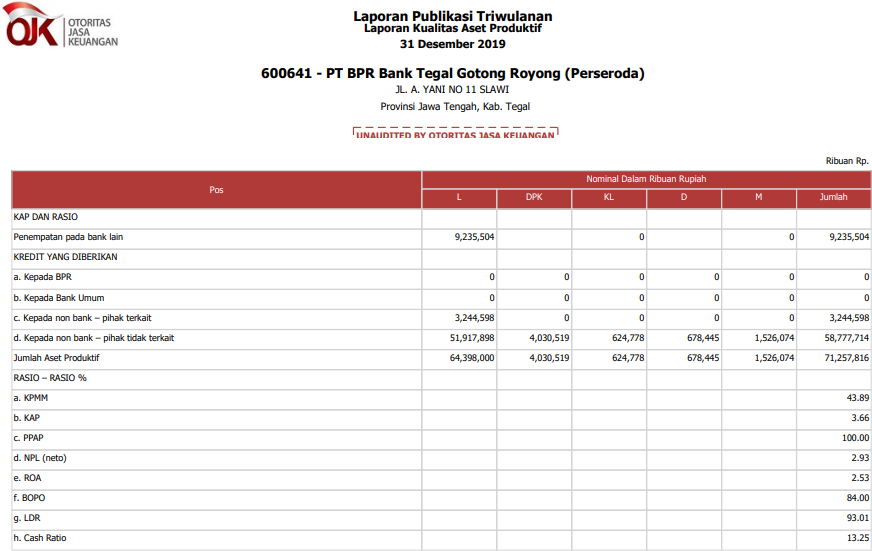 OJK OTORITAS
JASA
KEUANGAN
Laporan Publikasi Triwulanan
Laporan Kualitas Aset Produktif
31 Desember 2019
600641 - PT BPR Bank Tegal Gotong Royong (Perseroda)
JL. A. YANI NO 11 SLAWI
Provinsi Jawa Tengah, Kab. Tegal
UNAUDITED BY OTORITAS JASA KEUANGAN
Ribuan Rp.
Pos Nominal Dalam Ribuan Rupiah
L DPK KL D M Jumlah
KAP DAN RASIO
Penempatan pada bank lain 9,235,504 0 0 9,235,504
KREDIT YANG DIBERIKAN
a. Kepada BPR 0 0 0 0 0 0
b. Kepada Bank Umum 0 0 0 0 0 0
c. Kepada non bank – pihak terkait 3,244,598 0 0 0 0 3,244,598
d. Kepada non bank – pihak tidak terkait 51,917,898 4,030,519 624,778 678,445 1,526,074 58,777,714
Jumlah Aset Produktif 64,398,000 4,030,519 624,778 678,445 1,526,074 71,257,816
RASIO – RASIO %
a. KPMM 43.89
b. KAP 3.66
c. PPAP 100.00
d. NPL (neto) 2.93
e. ROA 2.53
f. BOPO 84.00
g. LDR 93.01
h. Cash Ratio 13.25